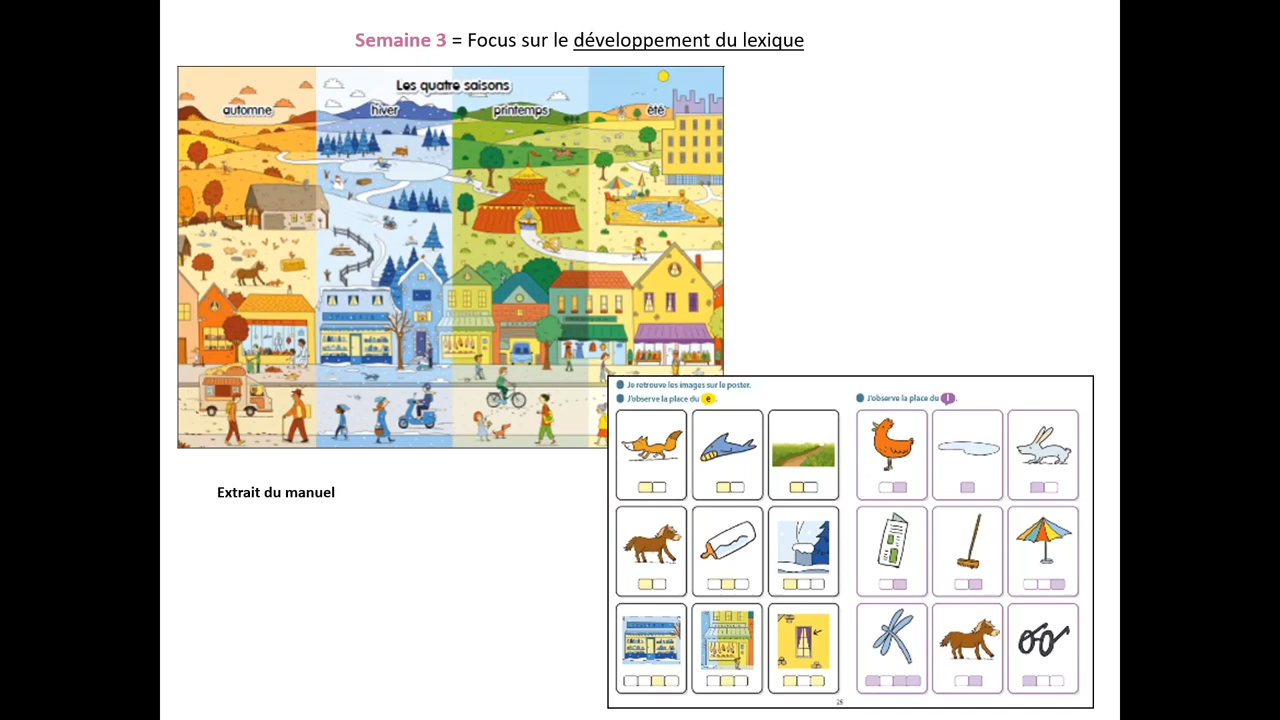 Semaine 3 = Focus sur le développement du lexique
Les quatre saisons
automne
hiver
printemps
été
Je retrouve les images sur le poster.
J'observe la place du e.
J'observe la place du l.
Extrait du manuel